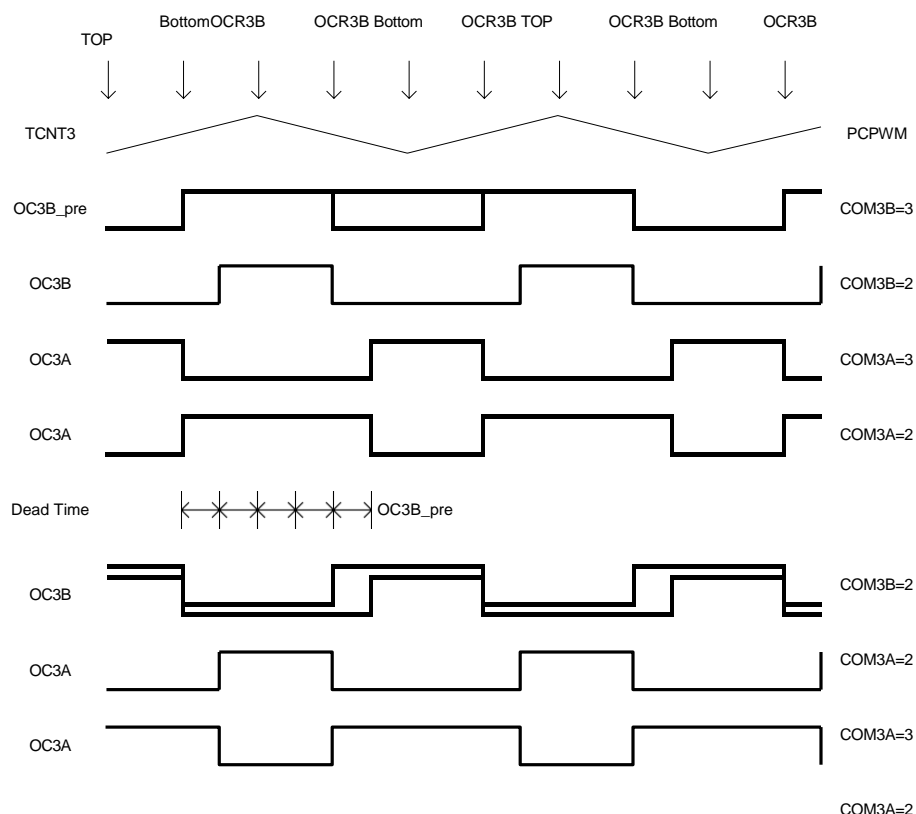 BottomOCR3B OCR3B Bottom OCR3B TOP OCR3B Bottom OCR3B
TOP
TCNT3 PCPWM
OC3B_pre COM3B=3
OC3B COM3B=2
OC3A COM3A=3
OC3A COM3A=2
Dead Time OC3B_pre
OC3B COM3B=2
OC3A COM3A=2
OC3A COM3A=3
COM3A=2